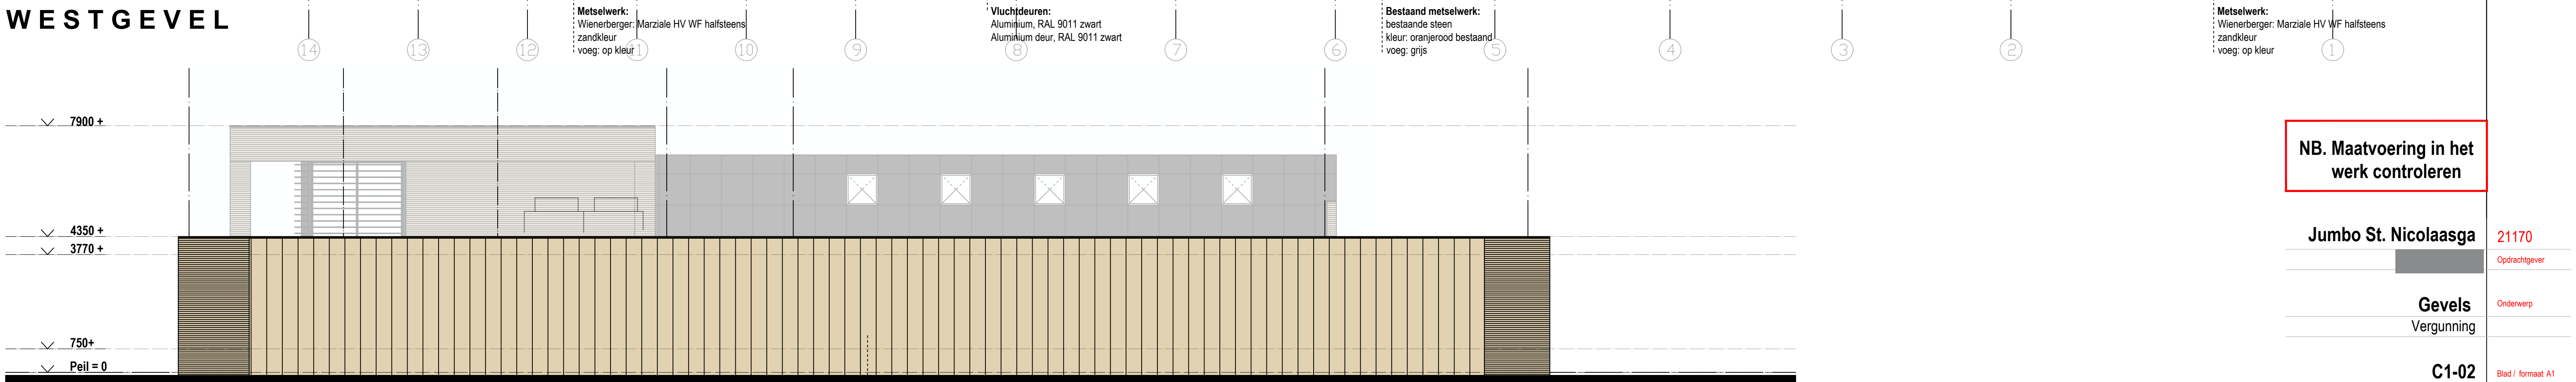 WESTGEVEL
Metselwerk:
Wienerberger: Marziale HV WF halfsteens
zandkleur
voeg: op kleur
Vluchtdeuren:
Aluminium, RAL 9011 zwart
Aluminium deur, RAL 9011 zwart
Bestaand metselwerk:
bestaande steen
kleur: oranjerood bestaand
voeg: grijs
Metselwerk:
Wienerberger: Marziale HV WF halfsteens
zandkleur
voeg: op kleur
14 13 12 11 10 9 8 7 6 5 4 3 2 1
7900 +
4350 +
3770 +
750+
Peil = 0
NB. Maatvoering in het
werk controleren
Jumbo St. Nicolaasga 21170
Opdrachtgever
Gevels Onderwerp
Vergunning
C1-02 Blad / formaat A1